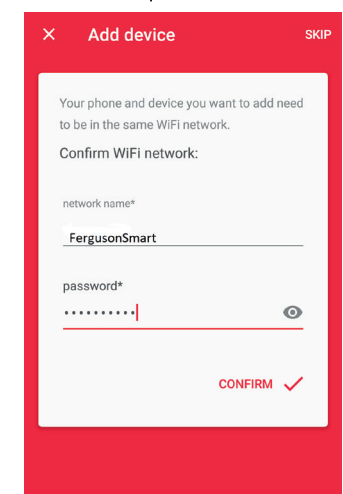 × Add device SKIP
Your phone and device you want to add need
to be in the same WiFi network.
Confirm WiFi network:
network name*
FergusonSmart
password*
••••••••••
CONFIRM